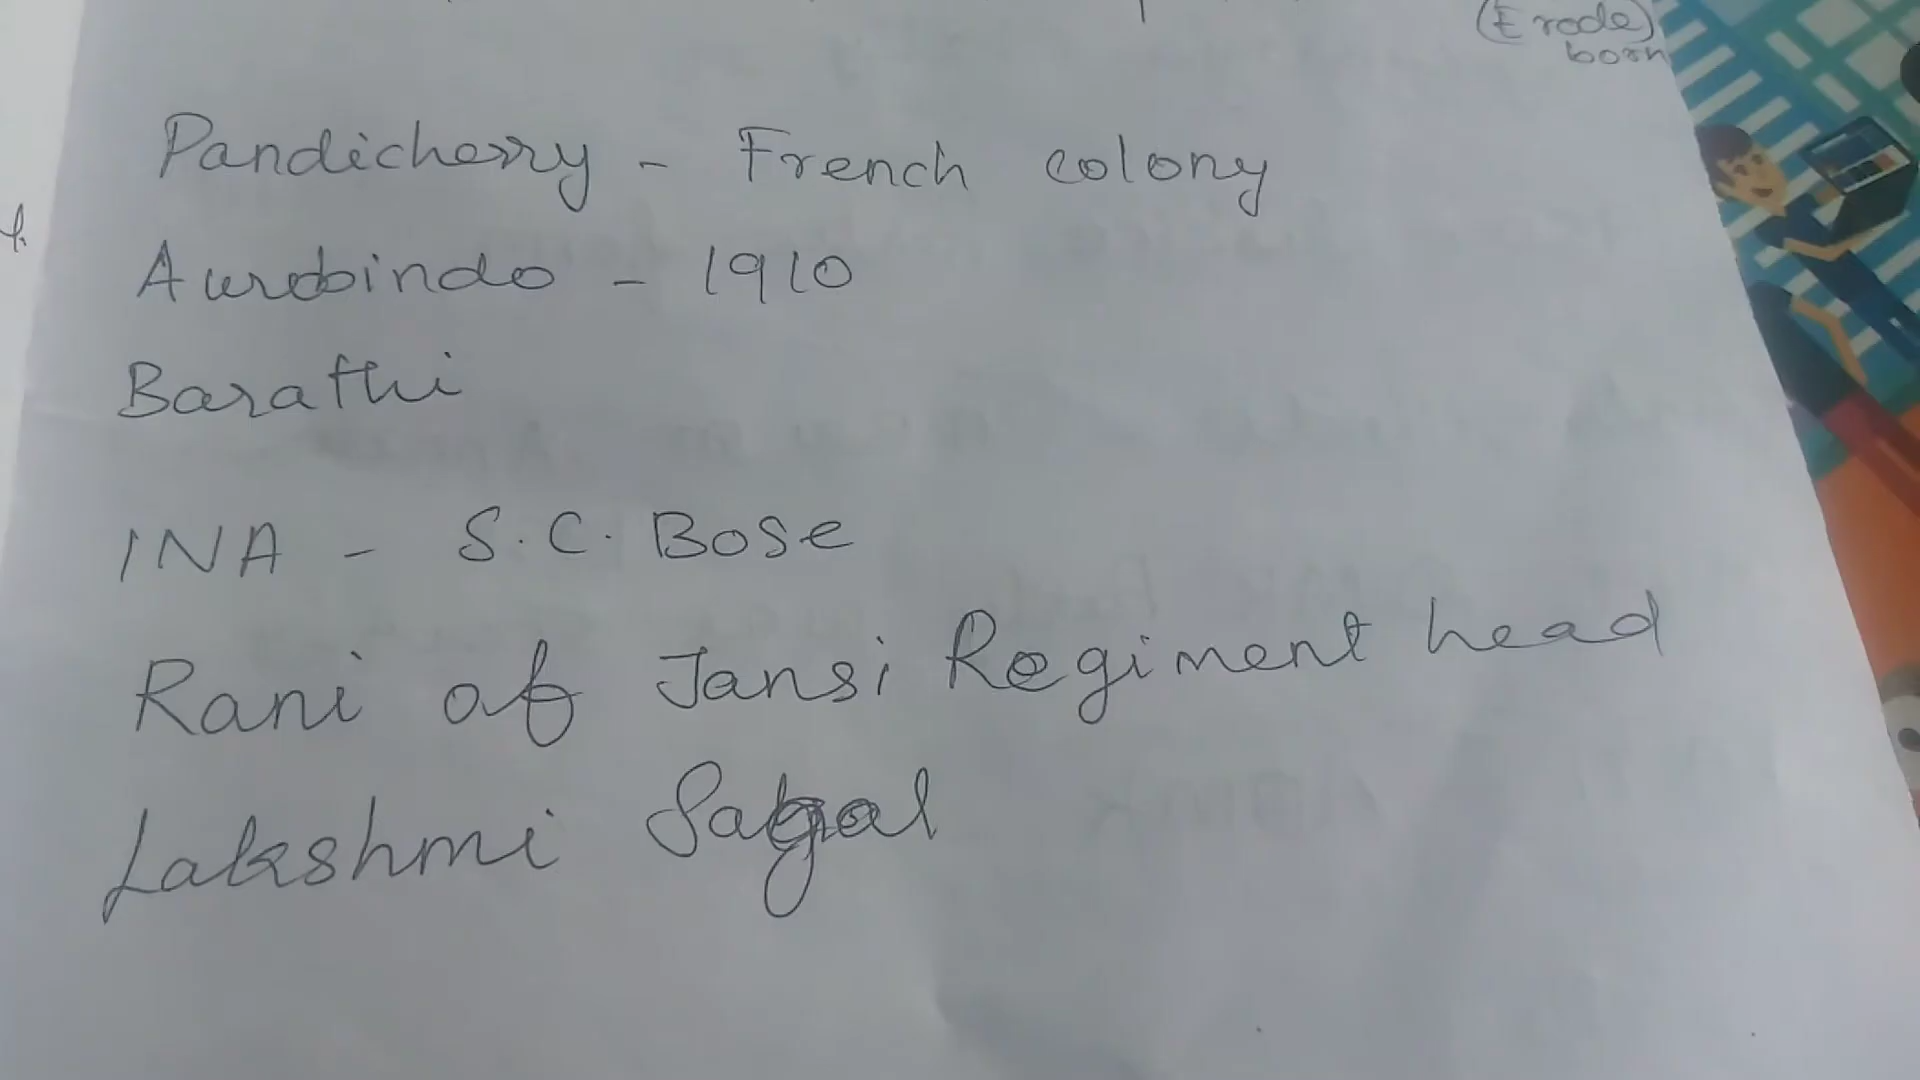 (Erode)
born
Pandicherry - French colony
Aurobindo - 1910
Barathi
INA - S.C. Bose
Rani of Jansi Regiment head
Lakshmi Sagal